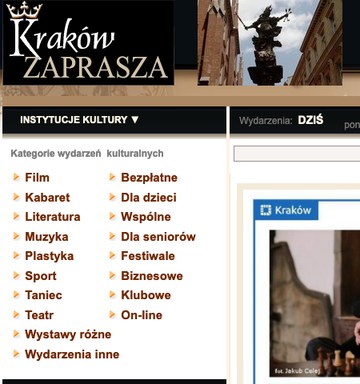 Kraków
ZAPRASZA
INSTYTUCJE KULTURY ▼
Wydarzenia: DZIŚ
pon
Kategorie wydarzeń kulturalnych
Film
Kabaret
Literatura
Muzyka
Plastyka
Sport
Taniec
Teatr
Wystawy różne
Wydarzenia inne
Bezpłatne
Dla dzieci
Wspólne
Dla seniorów
Festiwale
Biznesowe
Klubowe
On-line
Kraków
fot. Jakub Celej